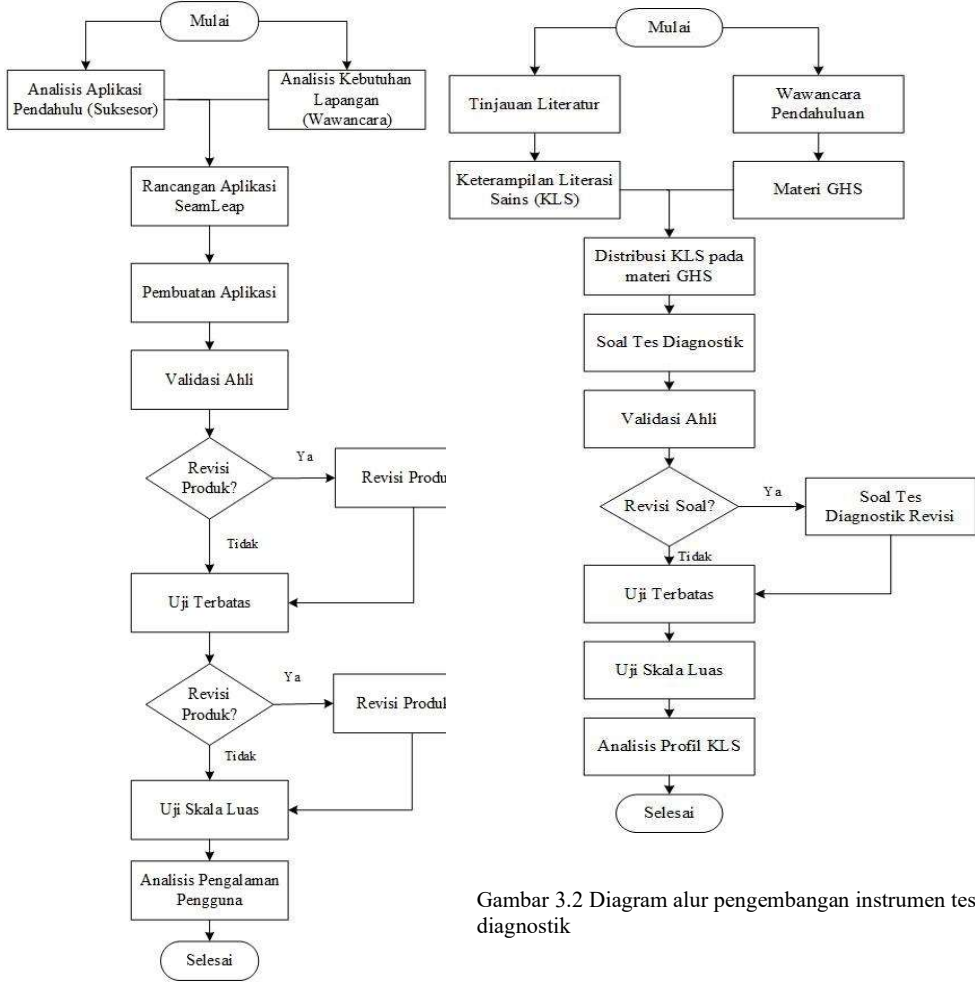 Mulai
Analisis Aplikasi
Pendahulu (Suksesor)
Analisis Kebutuhan
Lapangan
(Wawancara)
Rancangan Aplikasi
SeamLeap
Pembuatan Aplikasi
Validasi Ahli
Revisi
Produk?
Ya
Revisi Produ
Tidak
Uji Terbatas
Revisi
Produk?
Ya
Revisi Produk
Tidak
Uji Skala Luas
Analisis Pengalaman
Pengguna
Selesai
Mulai
Tinjauan Literatur
Wawancara
Pendahuluan
Keterampilan Literasi
Sains (KLS)
Materi GHS
Distribusi KLS pada
materi GHS
Soal Tes Diagnostik
Validasi Ahli
Revisi Soal?
Ya
Soal Tes
Diagnostik Revisi
Tidak
Uji Terbatas
Uji Skala Luas
Analisis Profil KLS
Selesai
Gambar 3.2 Diagram alur pengembangan instrumen tes
diagnostik